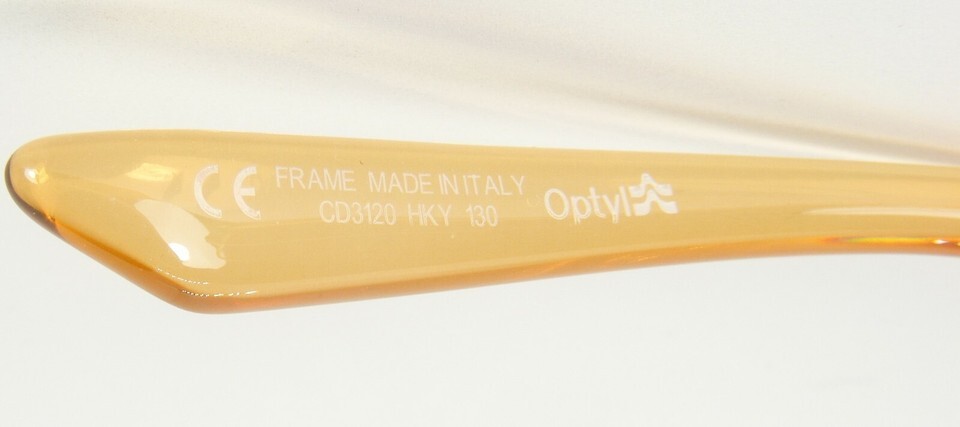 CE FRAME MADE IN ITALY
CD3120 HKY 130
Optyl